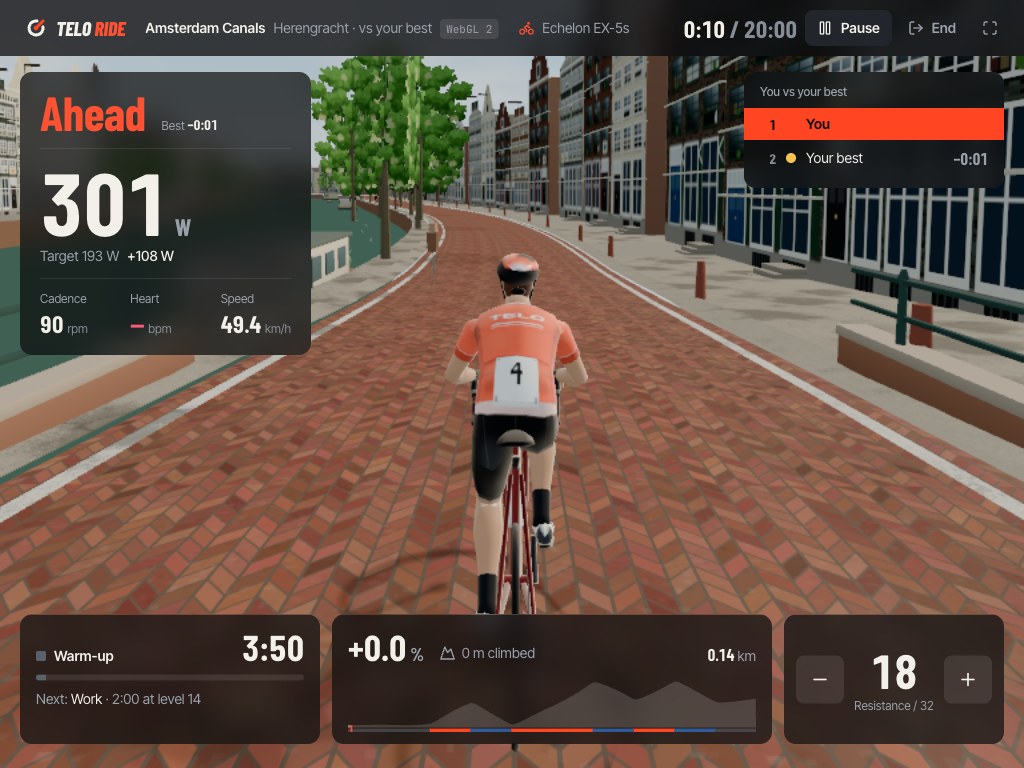 TELO RIDE Amsterdam Canals Herengracht · vs your best WebGL 2 Echelon EX-5s 0:10 / 20:00 Pause End
Ahead Best −0:01
301 W
Target 193 W +108 W
Cadence Heart Speed
90 rpm – bpm 49.4 km/h
You vs your best
1 You
2 Your best −0:01
TELO
4
Warm-up 3:50
Next: Work · 2:00 at level 14
+0.0 % 0 m climbed 0.14 km
− 18 +
Resistance / 32